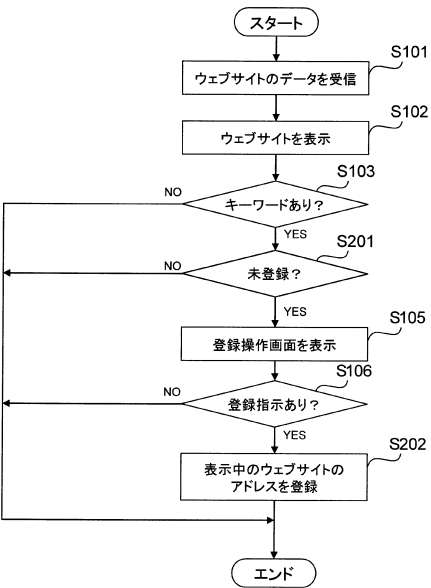 スタート
S101
ウェブサイトのデータを受信
S102
ウェブサイトを表示
S103
NO
キーワードあり?
YES
S201
NO
未登録?
YES
S105
登録操作画面を表示
S106
NO
登録指示あり?
YES
S202
表示中のウェブサイトの
アドレスを登録
エンド